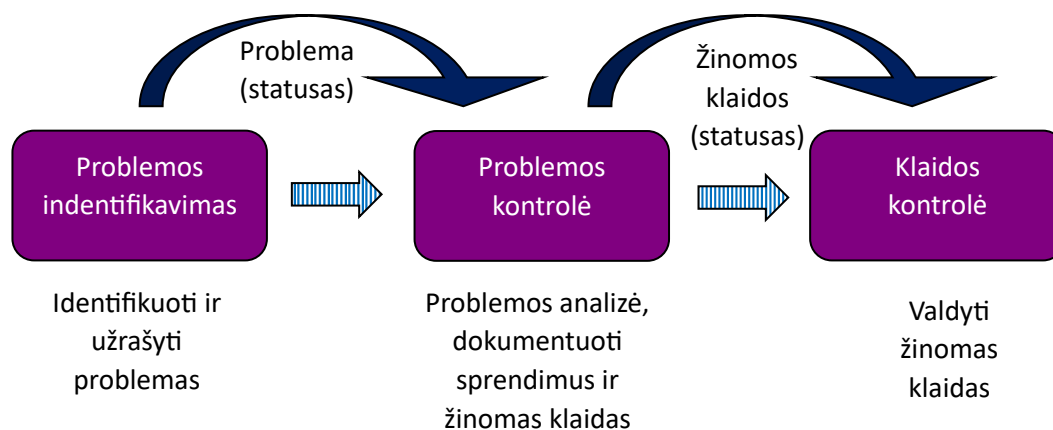 Problema
(statusas)
Žinomos
klaidos
(statusas)
Problemos
indentifikavimas
Problemos
kontrolė
Klaidos
kontrolė
Identifikuoti ir
užrašyti
problemas
Problemos analizė,
dokumentuoti
sprendimus ir
žinomas klaidas
Valdyti
žinomas
klaidas